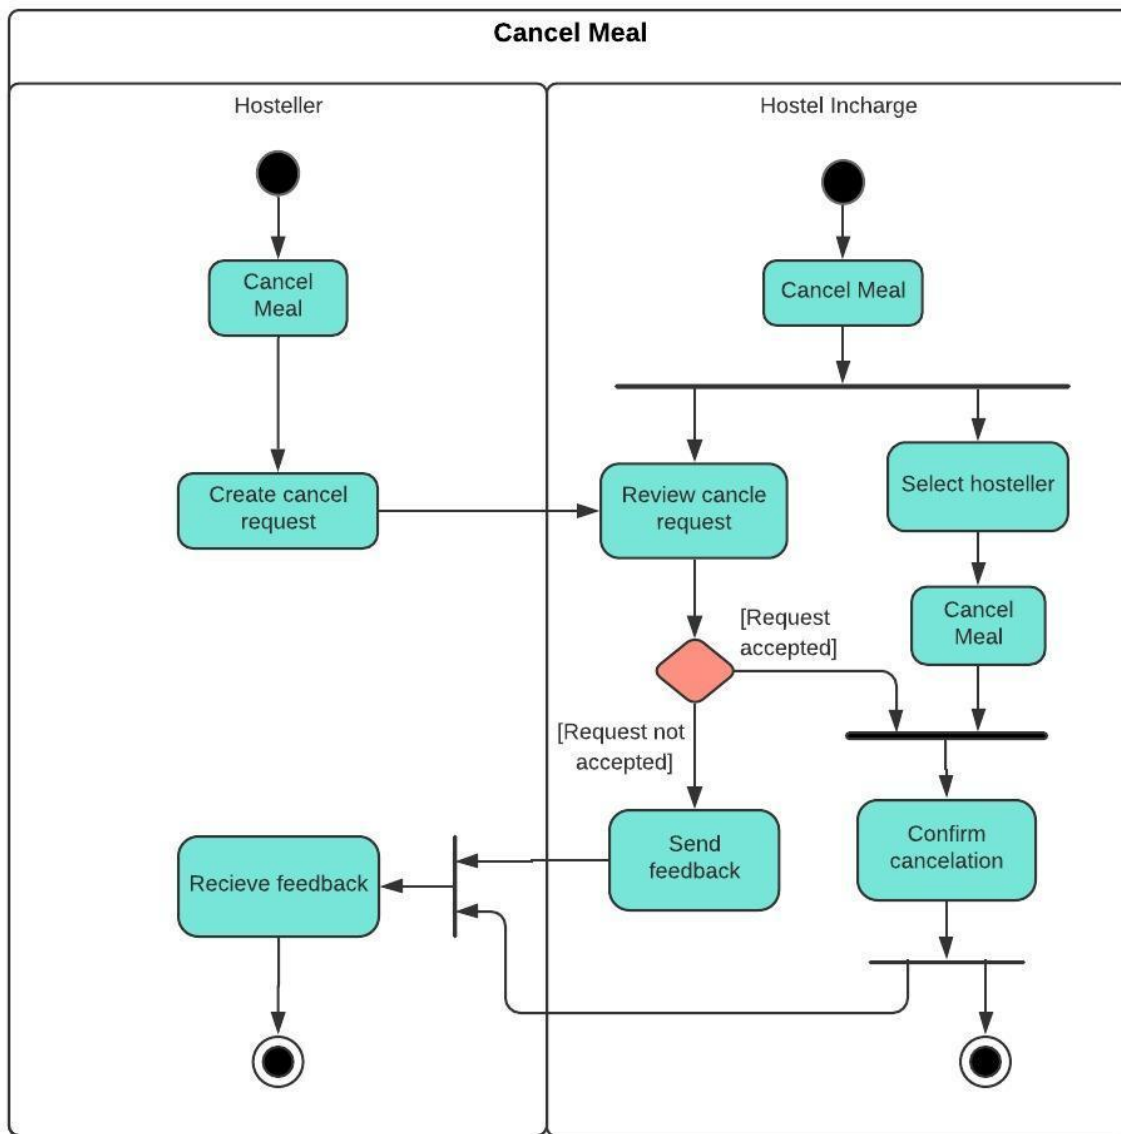 Cancel Meal
Hosteller
Hostel Incharge
Cancel
Meal
Cancel Meal
Create cancel
request
Review cancle
request
Select hosteller
Cancel
Meal
[Request
accepted]
[Request not
accepted]
Send
feedback
Confirm
cancelation
Recieve feedback